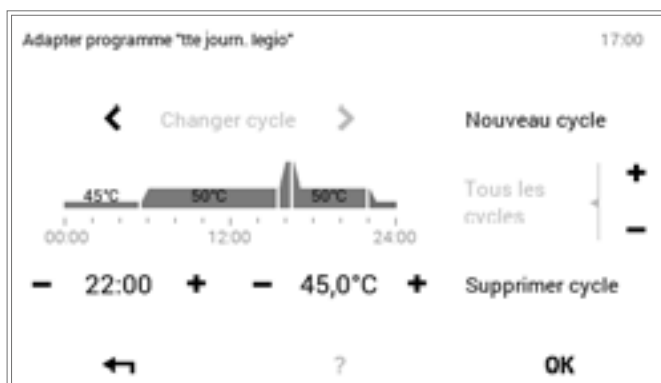 Adapter programme "tte journ. legio" 17:00
Changer cycle
Nouveau cycle
45°C 50°C 50°C
Tous les
cycles
00:00 12:00 24:00
22:00 45,0°C
Supprimer cycle
? OK